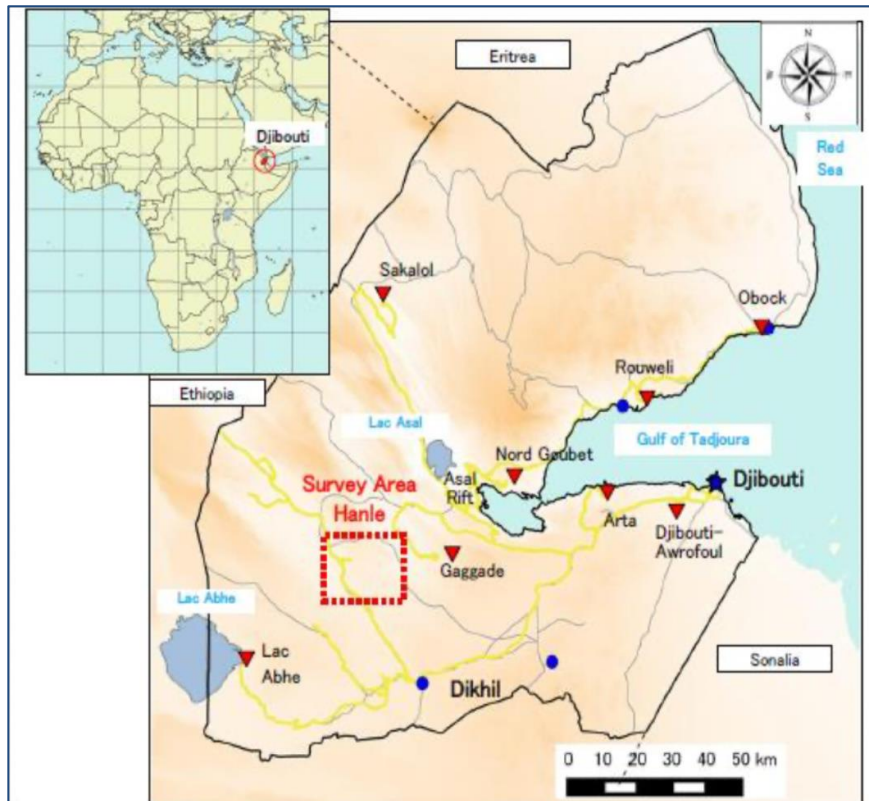 Djibouti
Eritrea
N
S
Red
Sea
Sakalol
Obock
Rouweli
Ethiopia
Lac Asal
Gulf of Tadjoura
Nord Goubet
Asal
Rift
Djibouti
Survey Area
Hanle
Arta
Djibouti-
Awrofoul
Gaggade
Lac Abhe
Lac
Abhe
Dikhil
Sonalia
0 10 20 30 40 50 km